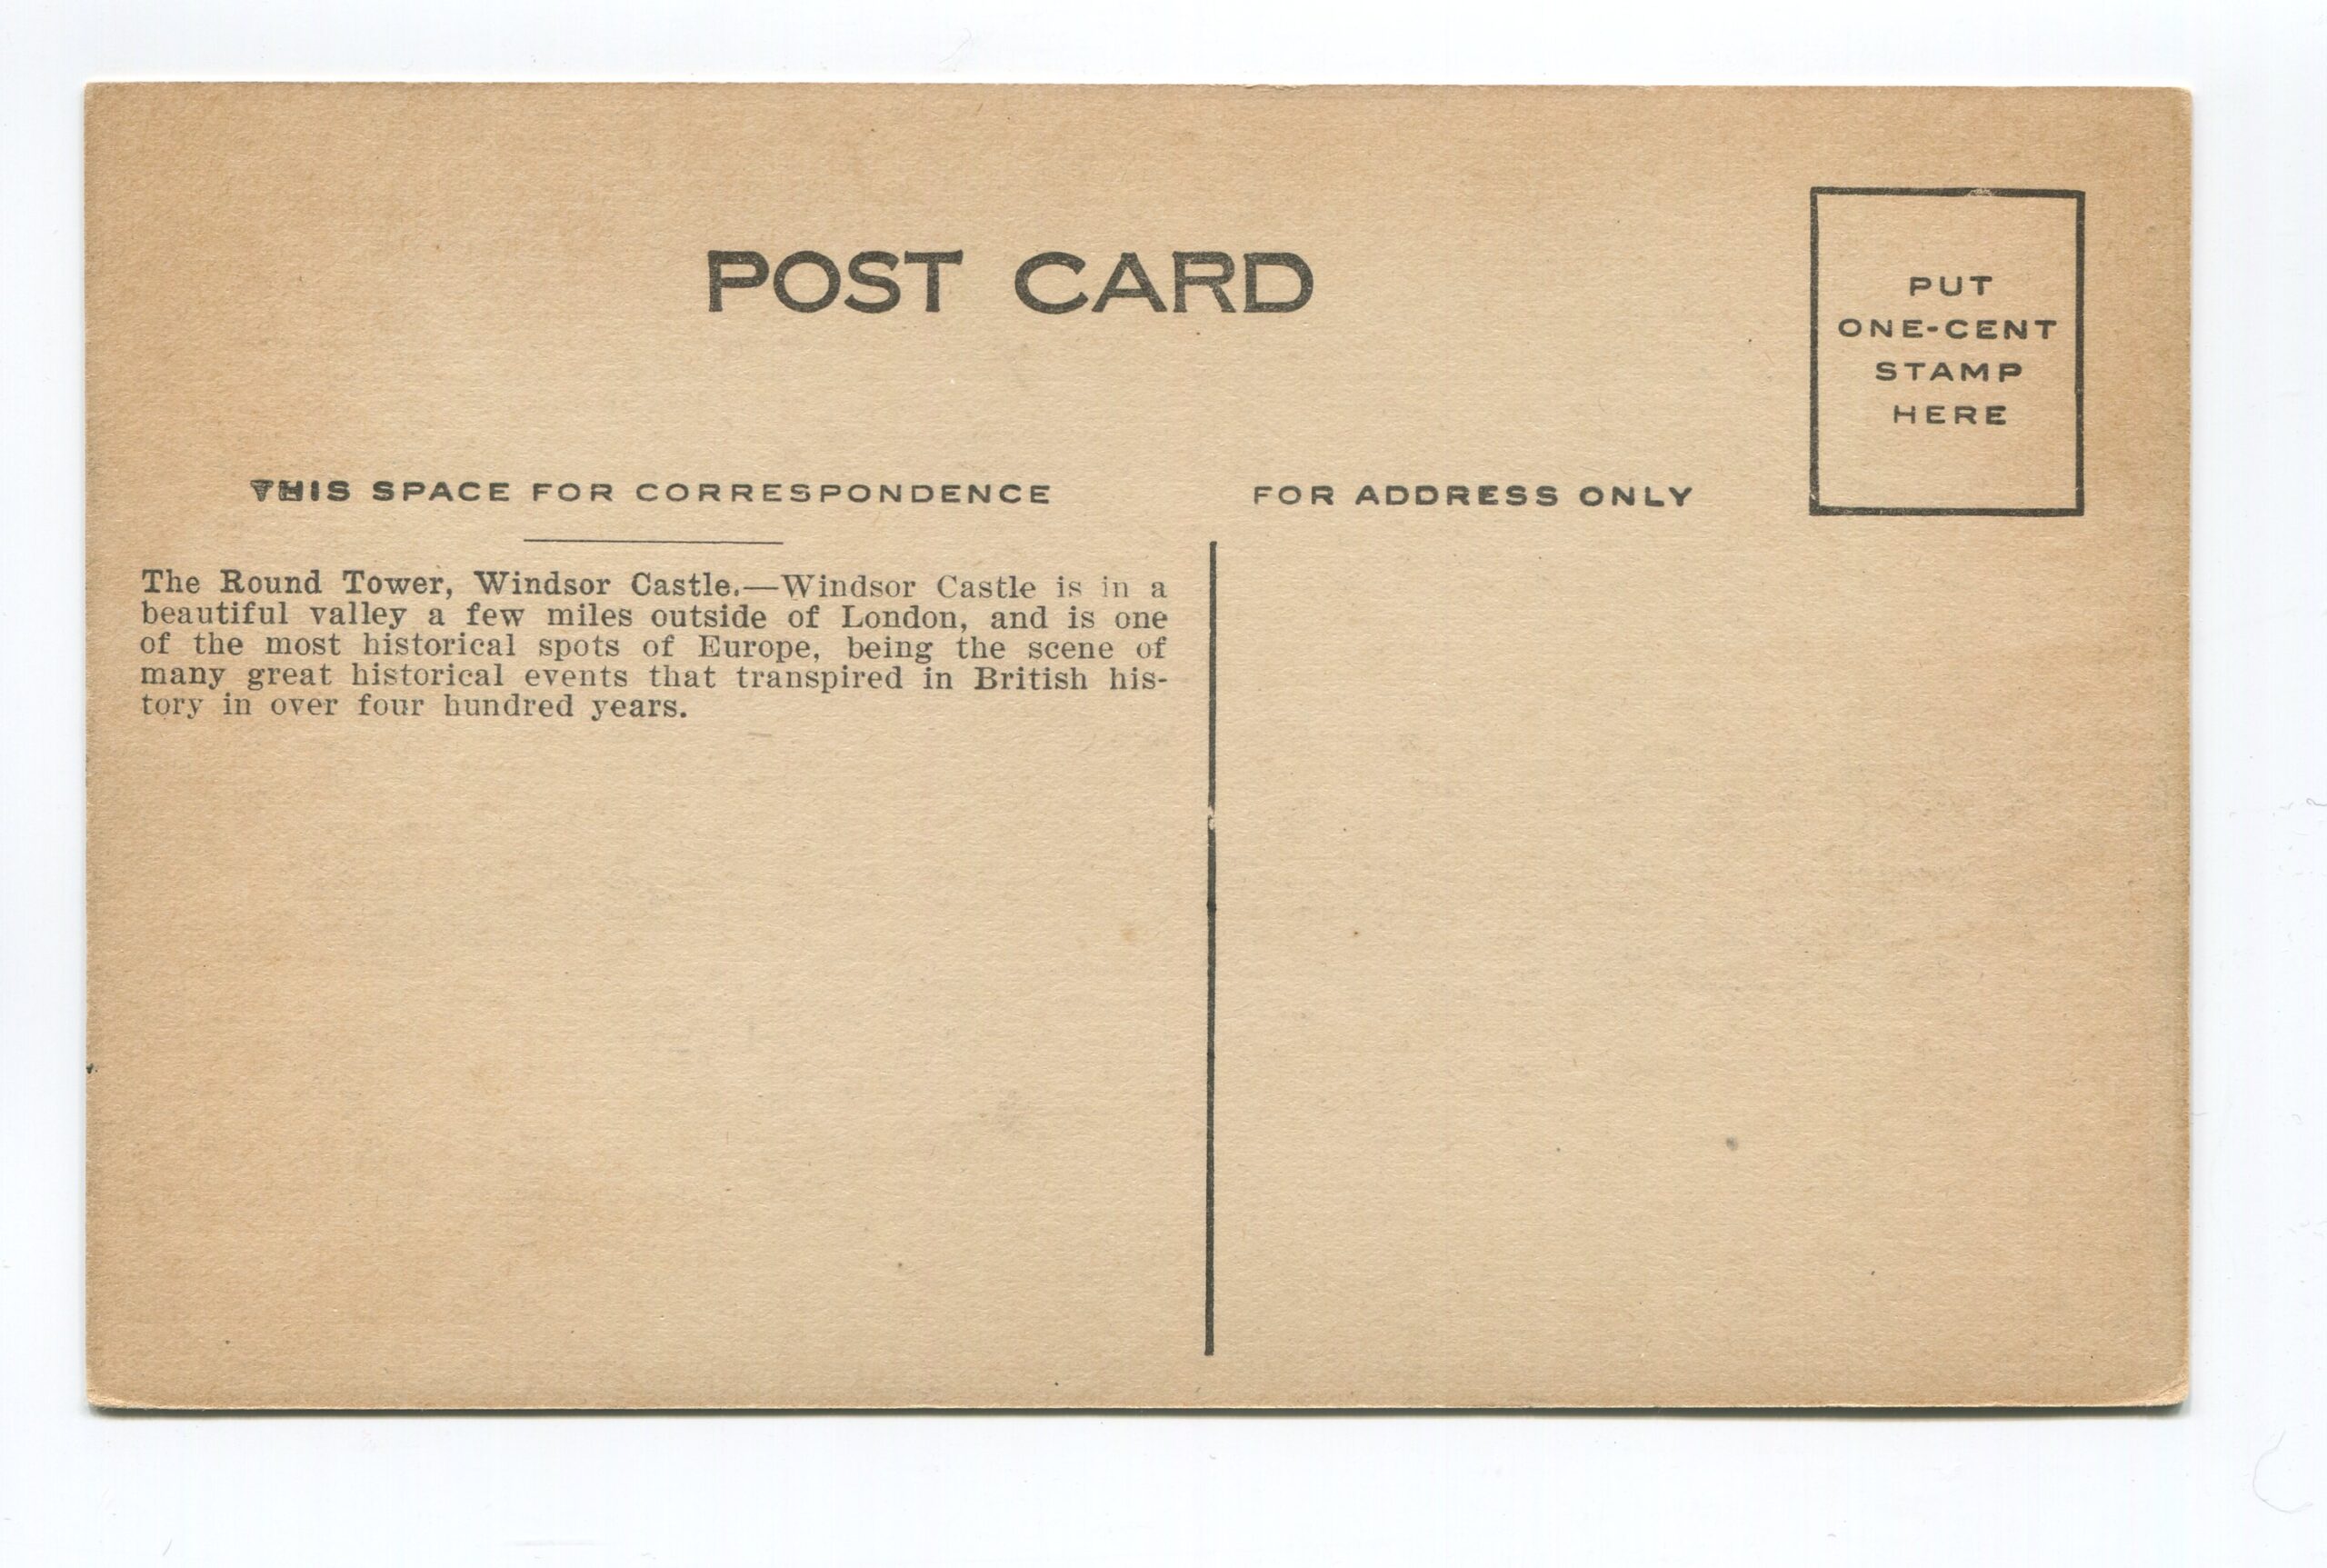 POST CARD
PUT
ONE-CENT
STAMP
HERE
THIS SPACE FOR CORRESPONDENCE
FOR ADDRESS ONLY
The Round Tower, Windsor Castle.—Windsor Castle is in a
beautiful valley a few miles outside of London, and is one
of the most historical spots of Europe, being the scene of
many great historical events that transpired in British his-
tory in over four hundred years.